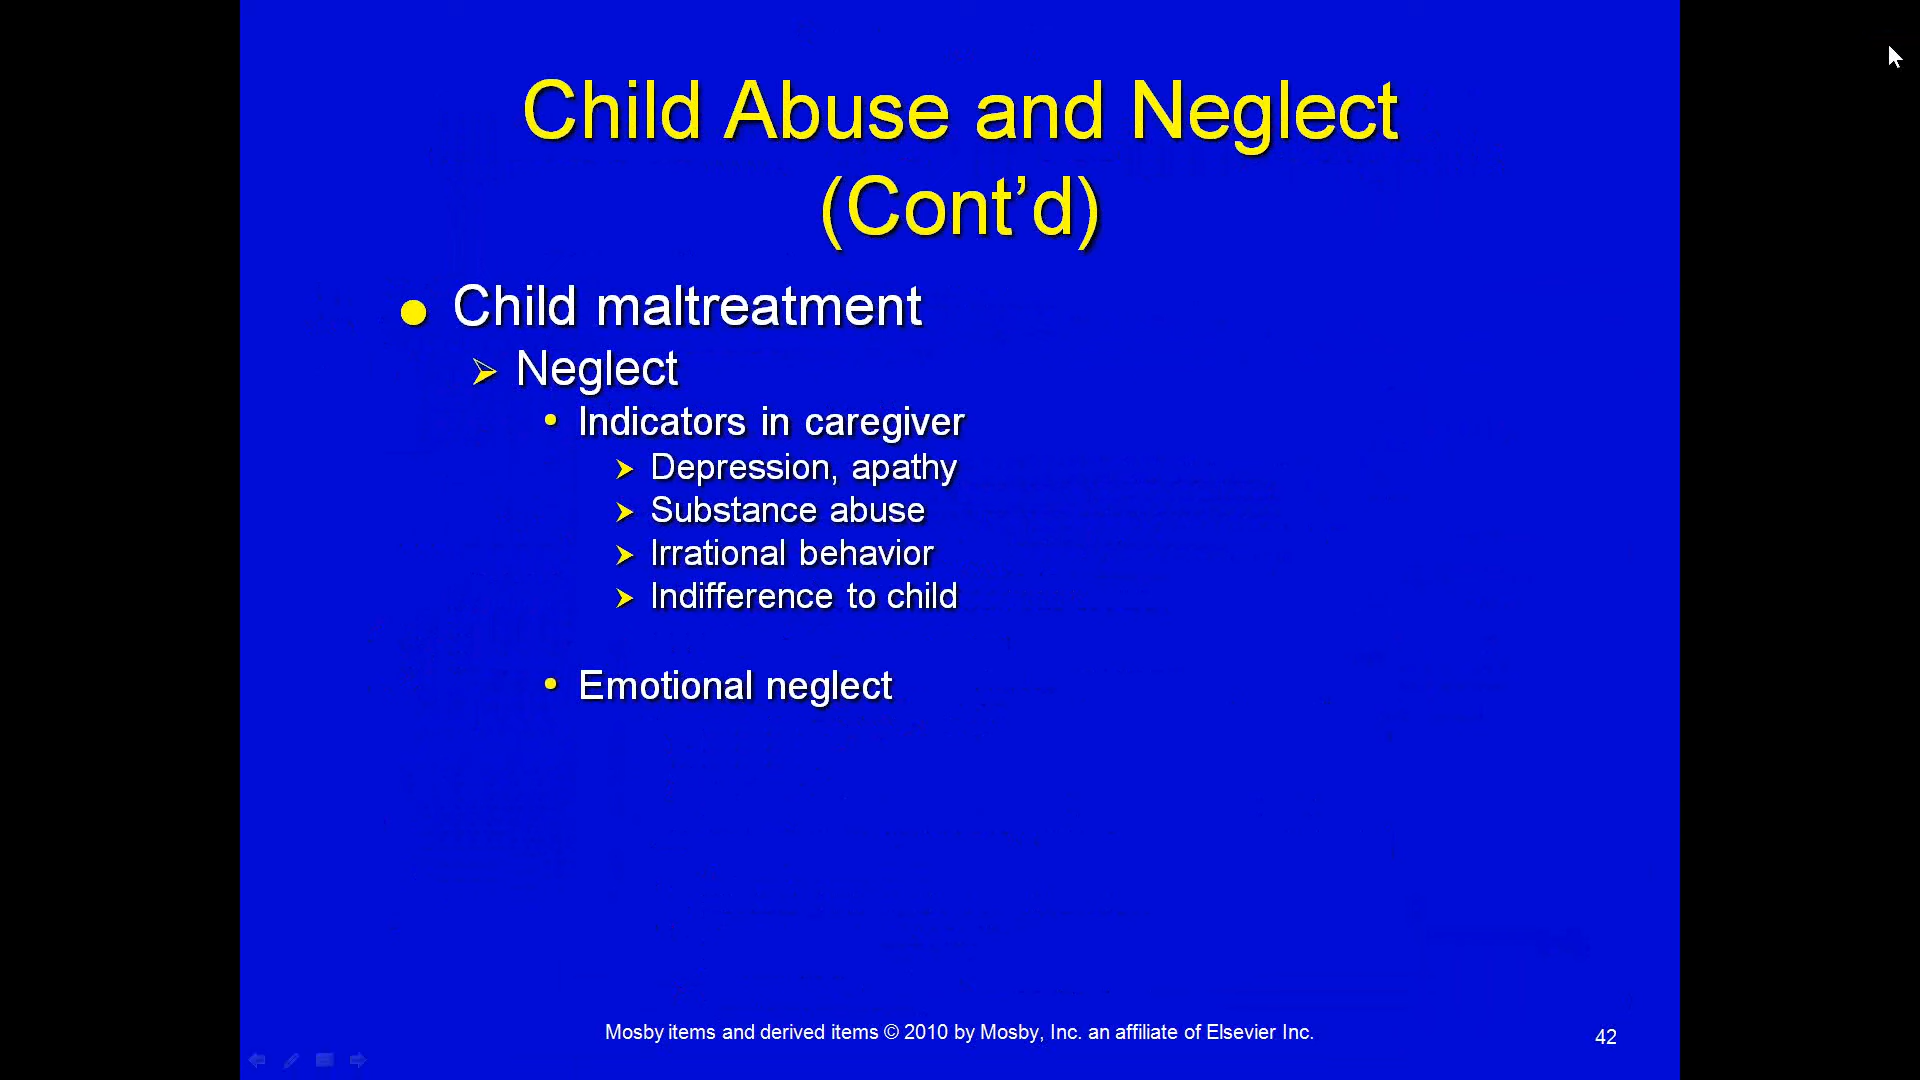 Child Abuse and Neglect
(Cont’d)
Child maltreatment
Neglect
Indicators in caregiver
Depression, apathy
Substance abuse
Irrational behavior
Indifference to child
Emotional neglect
Mosby items and derived items © 2010 by Mosby, Inc. an affiliate of Elsevier Inc.
42